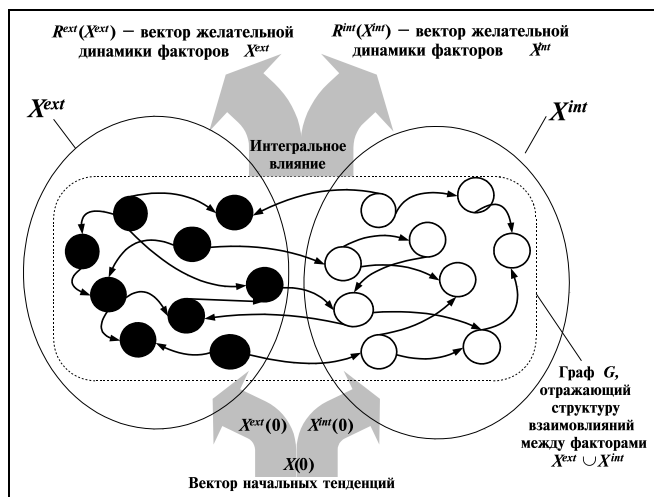 R^ext(X^ext) – вектор желательной
динамики факторов X^ext
R^int(X^int) – вектор желательной
динамики факторов X^int
X^ext
X^int
Интегральное
влияние
Граф G,
отражающий
структуру
взаимовлияний
между факторами
X^ext ∪ X^int
X^ext(0)
X^int(0)
X(0)
Вектор начальных тенденций